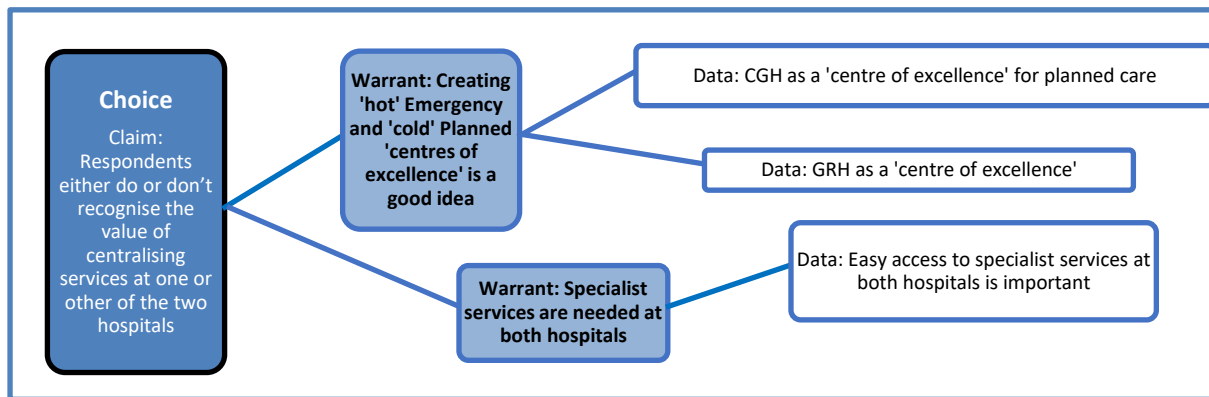 Choice
Claim:
Respondents
either do or don’t
recognise the
value of
centralising
services at one or
other of the two
hospitals
Warrant: Creating
'hot' Emergency
and 'cold' Planned
'centres of
excellence' is a
good idea
Data: CGH as a 'centre of excellence' for planned care
Data: GRH as a 'centre of excellence'
Warrant: Specialist
services are needed at
both hospitals
Data: Easy access to specialist services at
both hospitals is important